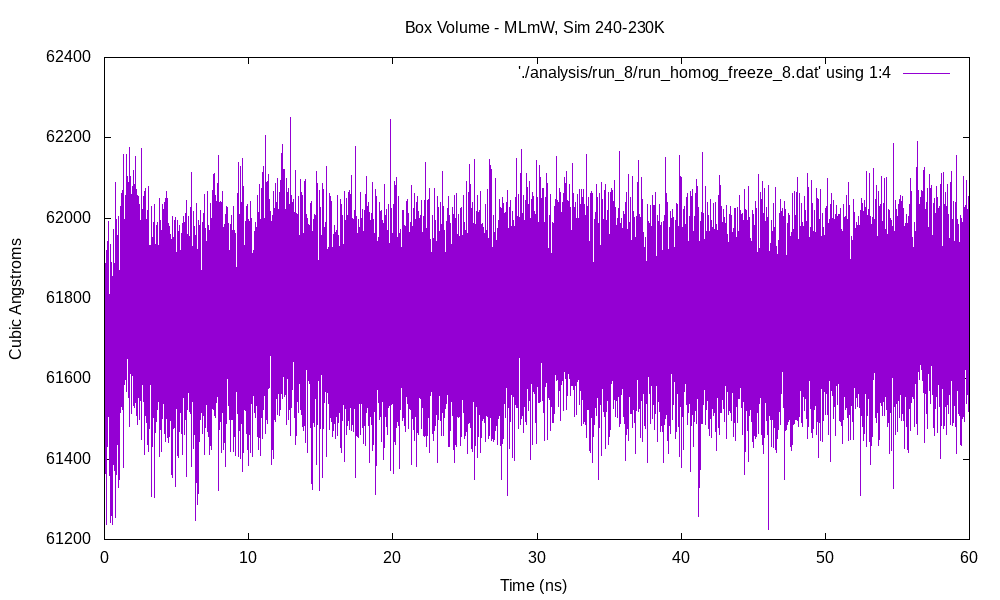 Box Volume - MLmW, Sim 240-230K
'./analysis/run_8/run_homog_freeze_8.dat' using 1:4
62400
62200
62000
61800
61600
61400
61200
Cubic Angstroms
0 10 20 30 40 50 60
Time (ns)